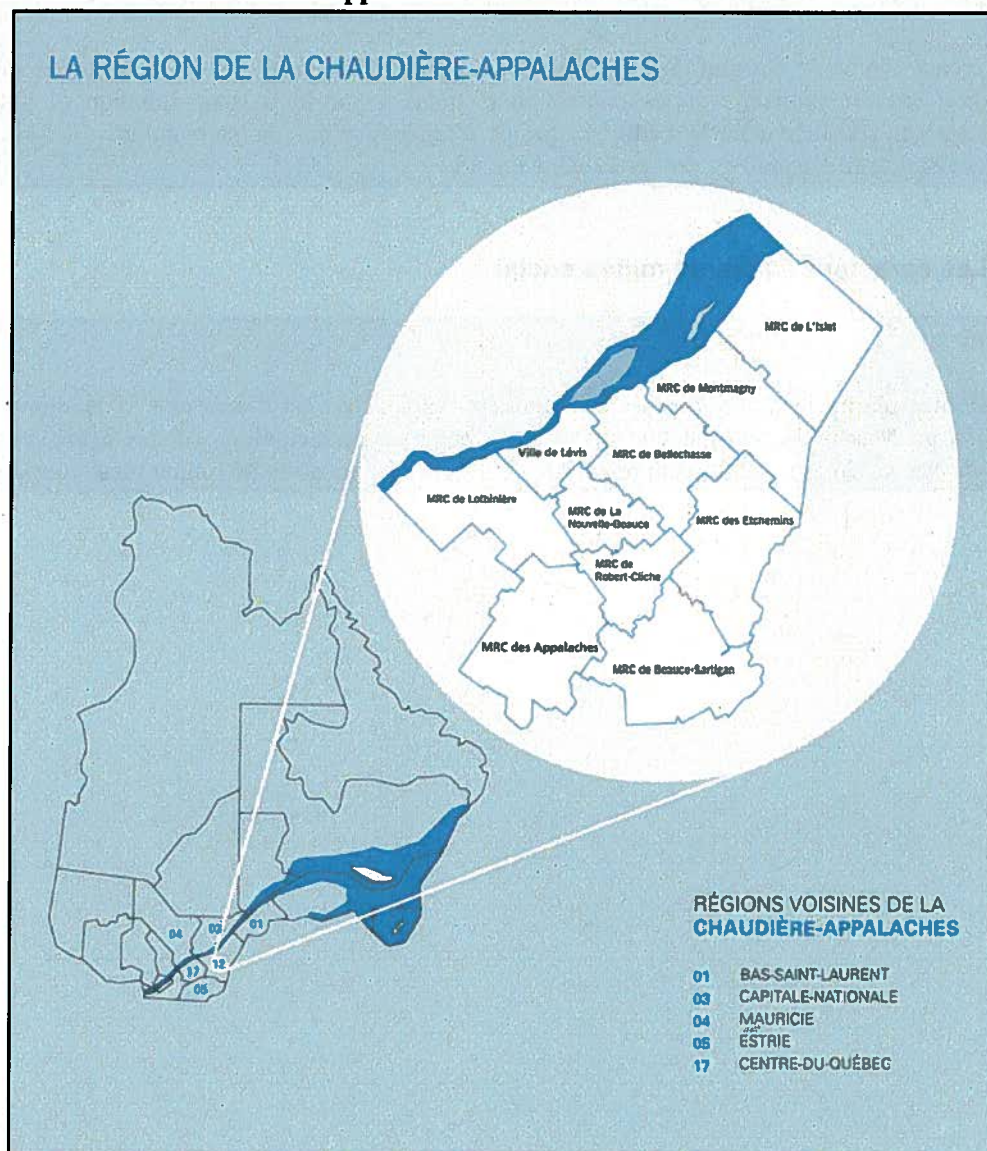 LA RÉGION DE LA CHAUDIÈRE-APPALACHES
MRC de L'Islet
MRC de Montmagny
Ville de Lévis
MRC de Bellechasse
MRC de Lotbinière
MRC de La
Nouvelle-Beauce
MRC des Etchemins
MRC de
Robert-Cliche
MRC des Appalaches
MRC de Beauce-Sartigan
04
03
01
17
12
05
RÉGIONS VOISINES DE LA
CHAUDIÈRE-APPALACHES
01 BAS-SAINT-LAURENT
03 CAPITALE-NATIONALE
04 MAURICIE
05 ESTRIE
17 CENTRE-DU-QUÉBEC